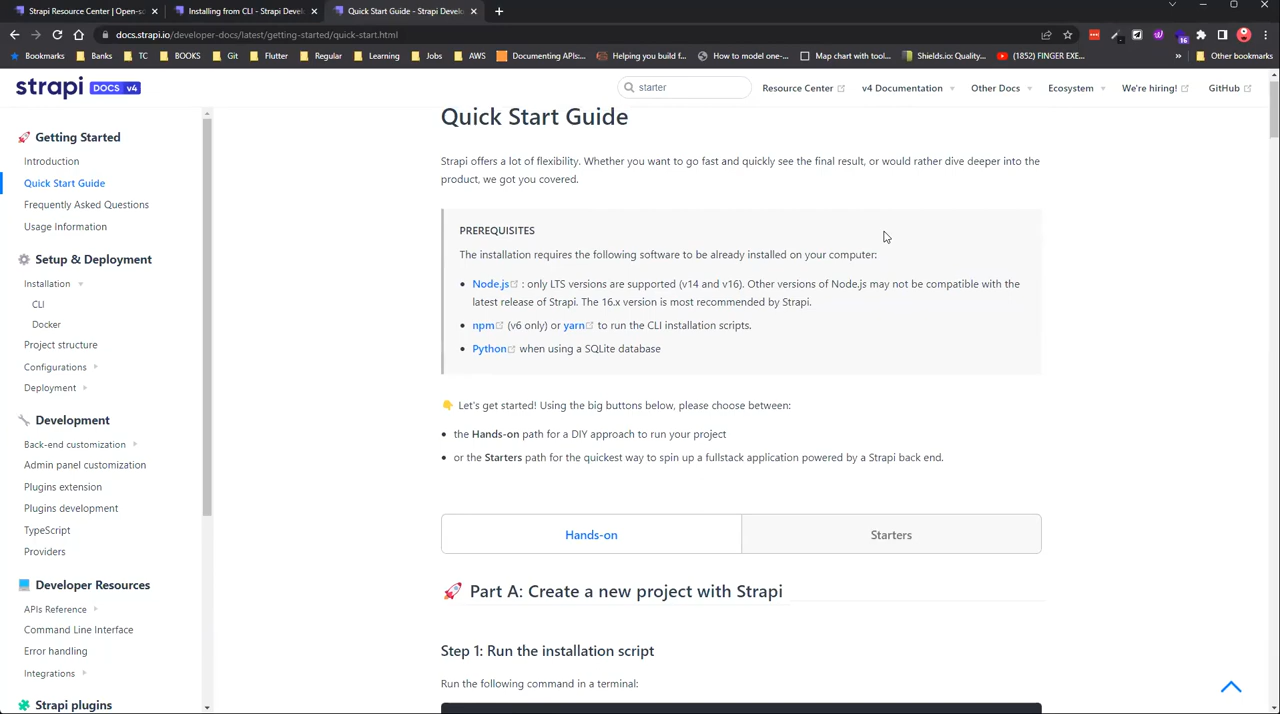 Strapi Resource Center | Open-so
Installing from CLI - Strapi Develo
Quick Start Guide - Strapi Develop
docs.strapi.io/developer-docs/latest/getting-started/quick-start.html
Bookmarks
Banks
TC
BOOKS
Git
Flutter
Regular
Learning
Jobs
AWS
Documenting APIs:...
Helping you build f...
How to model one-...
Map chart with tool...
Shields.io: Quality...
(1852) FINGER EXE...
»
Other bookmarks
strapi DOCS v4
starter
Resource Center
v4 Documentation
Other Docs
Ecosystem
We're hiring!
GitHub
Getting Started
Introduction
Quick Start Guide
Frequently Asked Questions
Usage Information
Setup & Deployment
Installation
CLI
Docker
Project structure
Configurations
Deployment
Development
Back-end customization
Admin panel customization
Plugins extension
Plugins development
TypeScript
Providers
Developer Resources
APIs Reference
Command Line Interface
Error handling
Integrations
Strapi plugins
Quick Start Guide
Strapi offers a lot of flexibility. Whether you want to go fast and quickly see the final result, or would rather dive deeper into the
product, we got you covered.
PREREQUISITES
The installation requires the following software to be already installed on your computer:
• Node.js : only LTS versions are supported (v14 and v16). Other versions of Node.js may not be compatible with the
latest release of Strapi. The 16.x version is most recommended by Strapi.
• npm (v6 only) or yarn to run the CLI installation scripts.
• Python when using a SQLite database
👇 Let's get started! Using the big buttons below, please choose between:
• the Hands-on path for a DIY approach to run your project
• or the Starters path for the quickest way to spin up a fullstack application powered by a Strapi back end.
Hands-on
Starters
🚀 Part A: Create a new project with Strapi
Step 1: Run the installation script
Run the following command in a terminal: